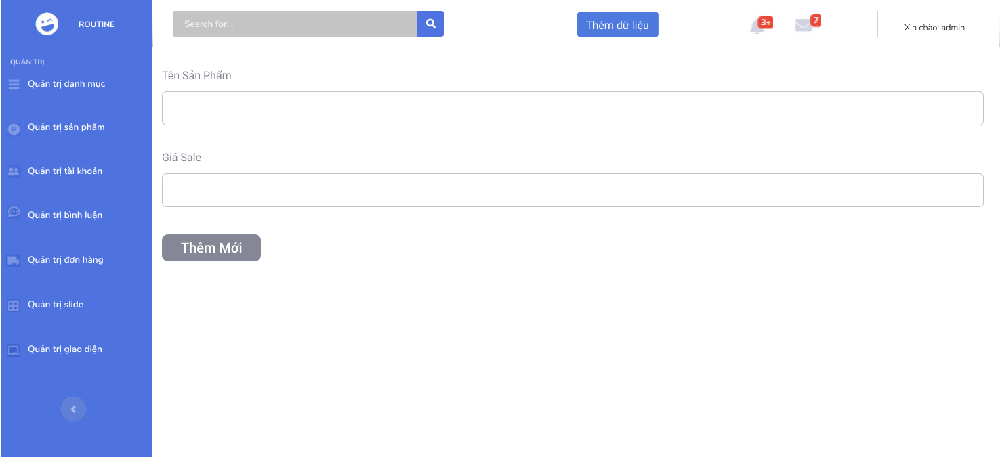 ROUTINE
QUẢN TRỊ
Quản trị danh mục
Quản trị sản phẩm
Quản trị tài khoản
Quản trị bình luận
Quản trị đơn hàng
Quản trị slide
Quản trị giao diện
Search for...
Thêm dữ liệu
3+
7
Xin chào: admin
Tên Sản Phẩm
Giá Sale
Thêm Mới